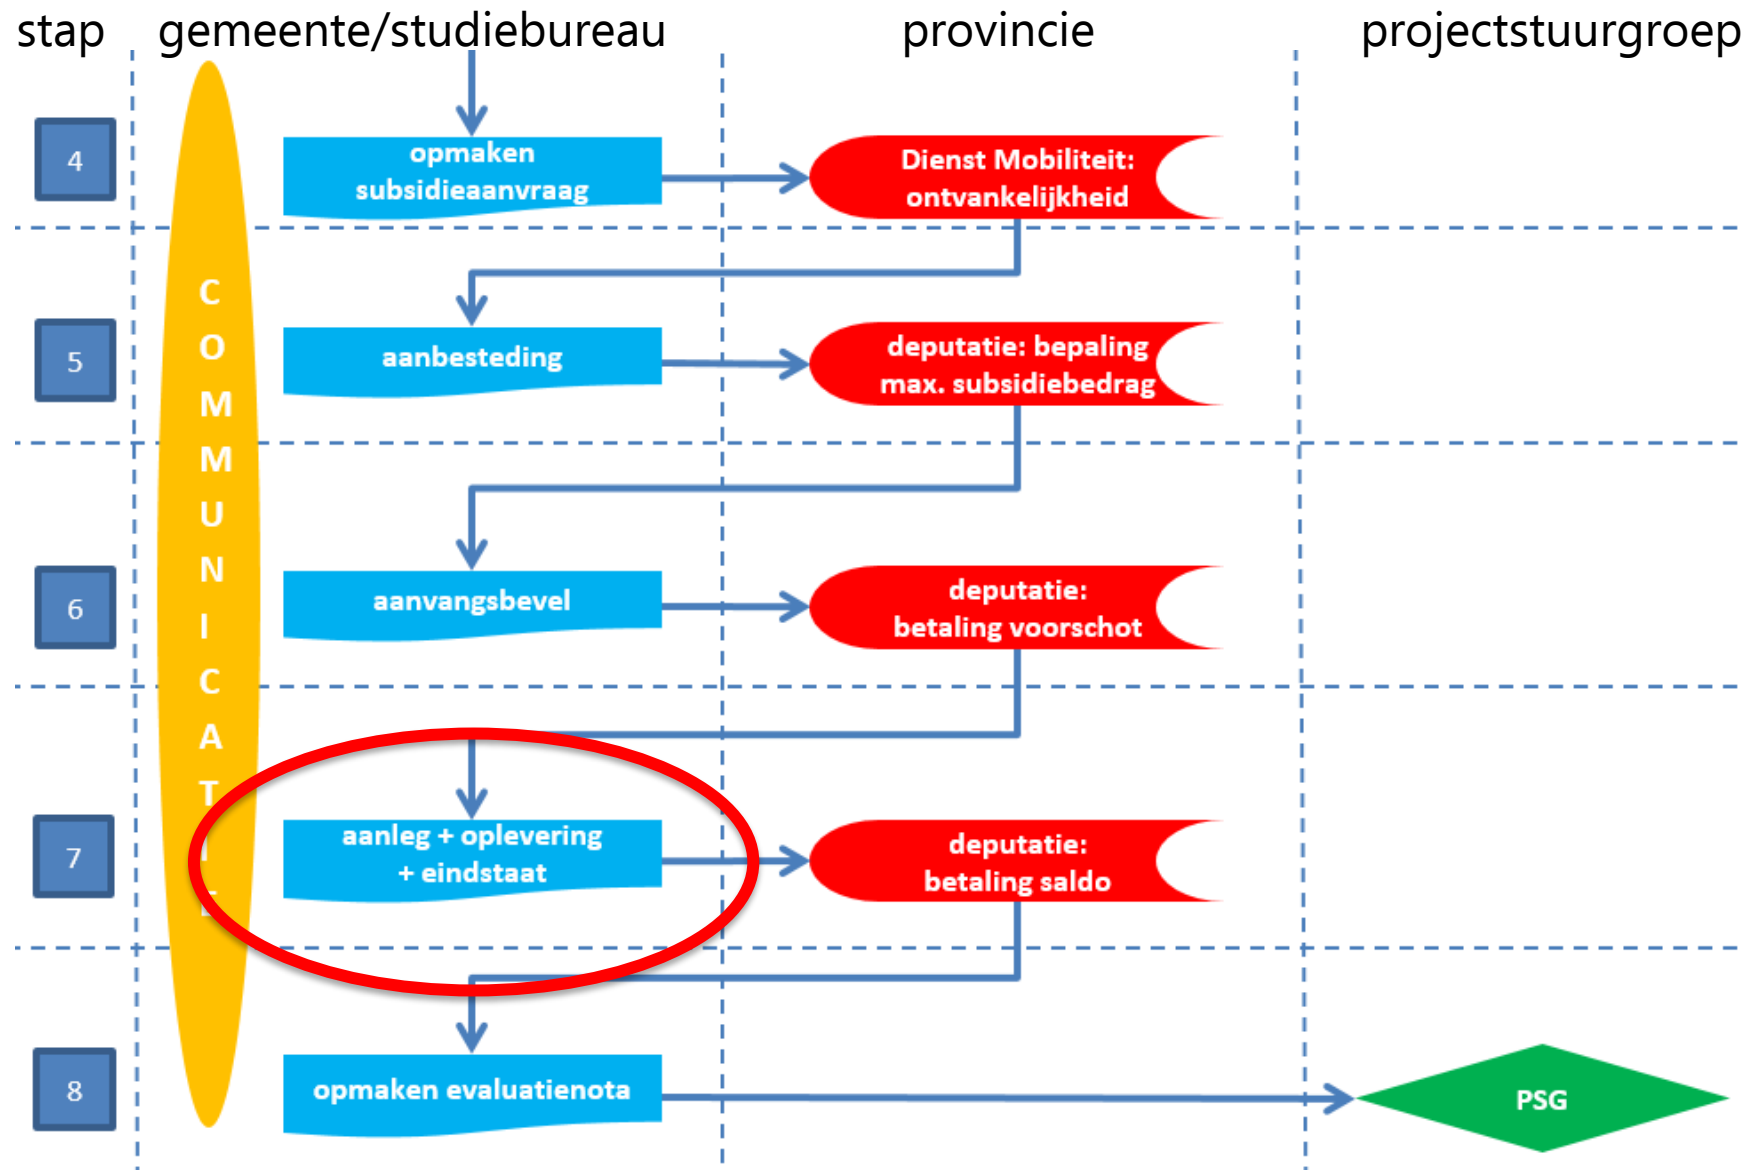 stap gemeente/studiebureau provincie projectstuurgroep
4
opmaken
subsidieaanvraag
Dienst Mobiliteit:
ontvankelijkheid
C
O
M
M
U
N
I
C
A
T
I
E
5
aanbesteding
deputatie: bepaling
max. subsidiebedrag
6
aanvangsbevel
deputatie:
betaling voorschot
7
aanleg + oplevering
+ eindstaat
deputatie:
betaling saldo
8
opmaken evaluatienota
PSG